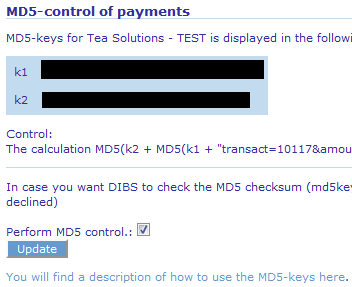 MD5-control of payments
MD5-keys for Tea Solutions - TEST is displayed in the followi
k1
k2
Control:
The calculation MD5(k2 + MD5(k1 + "transact=10117&amou
In case you want DIBS to check the MD5 checksum (md5key
declined)
Perform MD5 control.:
Update
You will find a description of how to use the MD5-keys here.